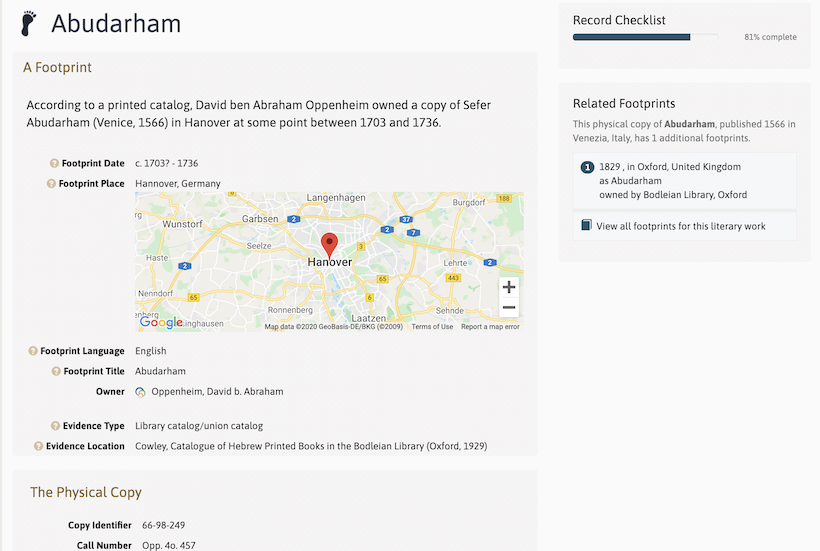 Abudarham
A Footprint
According to a printed catalog, David ben Abraham Oppenheim owned a copy of Sefer
Abudarham (Venice, 1566) in Hanover at some point between 1703 and 1736.
Footprint Date c. 1703? - 1736
Footprint Place Hannover, Germany
Langenhagen
Burgdorf
188
Garbsen
2
37
Wunstorf
2
7
Seelze
3
Haste
Hanover
Lehrte
2
2
65
443
Nenndorf
65
6
Ronnenberg
Sehnde
Laatzen
Google
Map data ©2020 GeoBasis-DE/BKG (©2009) Terms of Use Report a map error
Footprint Language English
Footprint Title Abudarham
Owner Oppenheim, David b. Abraham
Evidence Type Library catalog/union catalog
Evidence Location Cowley, Catalogue of Hebrew Printed Books in the Bodleian Library (Oxford, 1929)
The Physical Copy
Copy Identifier 66-98-249
Call Number Opp. 4o. 457
Record Checklist
81% complete
Related Footprints
This physical copy of Abudarham, published 1566 in
Venezia, Italy, has 1 additional footprints.
1 1829 , in Oxford, United Kingdom
as Abudarham
owned by Bodleian Library, Oxford
View all footprints for this literary work